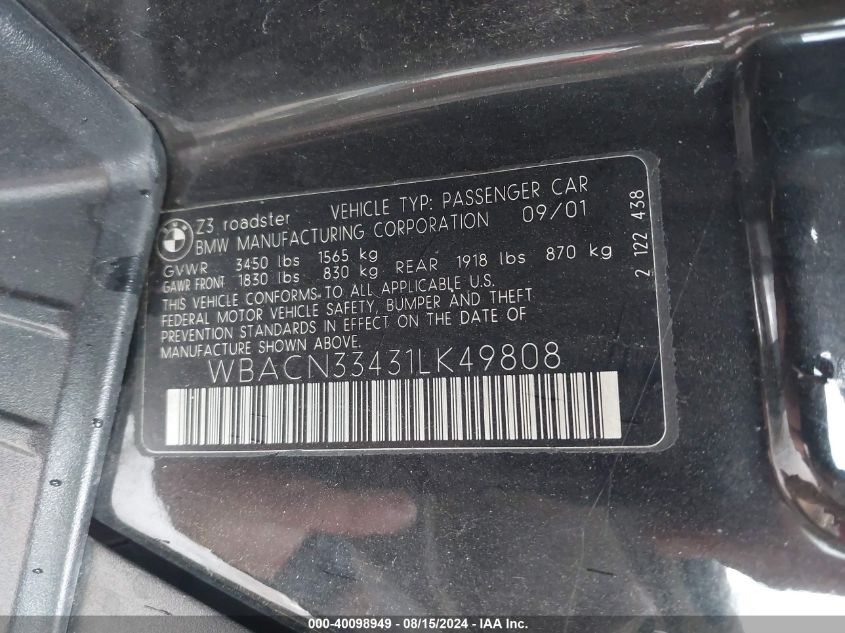 BMW
Z3 roadster VEHICLE TYP: PASSENGER CAR
BMW MANUFACTURING CORPORATION 09/01
GVWR 3450 lbs 1565 kg
GAWR FRONT 1830 lbs 830 kg REAR 1918 lbs 870 kg
THIS VEHICLE CONFORMS TO ALL APPLICABLE U.S.
FEDERAL MOTOR VEHICLE SAFETY, BUMPER AND THEFT
PREVENTION STANDARDS IN EFFECT ON THE DATE OF
MANUFACTURE SHOWN ABOVE.
WBACN33431LK49808
2 122 438
000-40098949 - 08/15/2024 - IAA Inc.